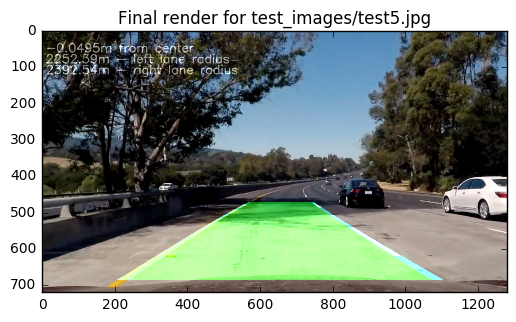 Final render for test_images/test5.jpg
−0.0495m from center
2252.59m — left lane radius
2392.54m — right lane radius
0
100
200
300
400
500
600
700
0 200 400 600 800 1000 1200